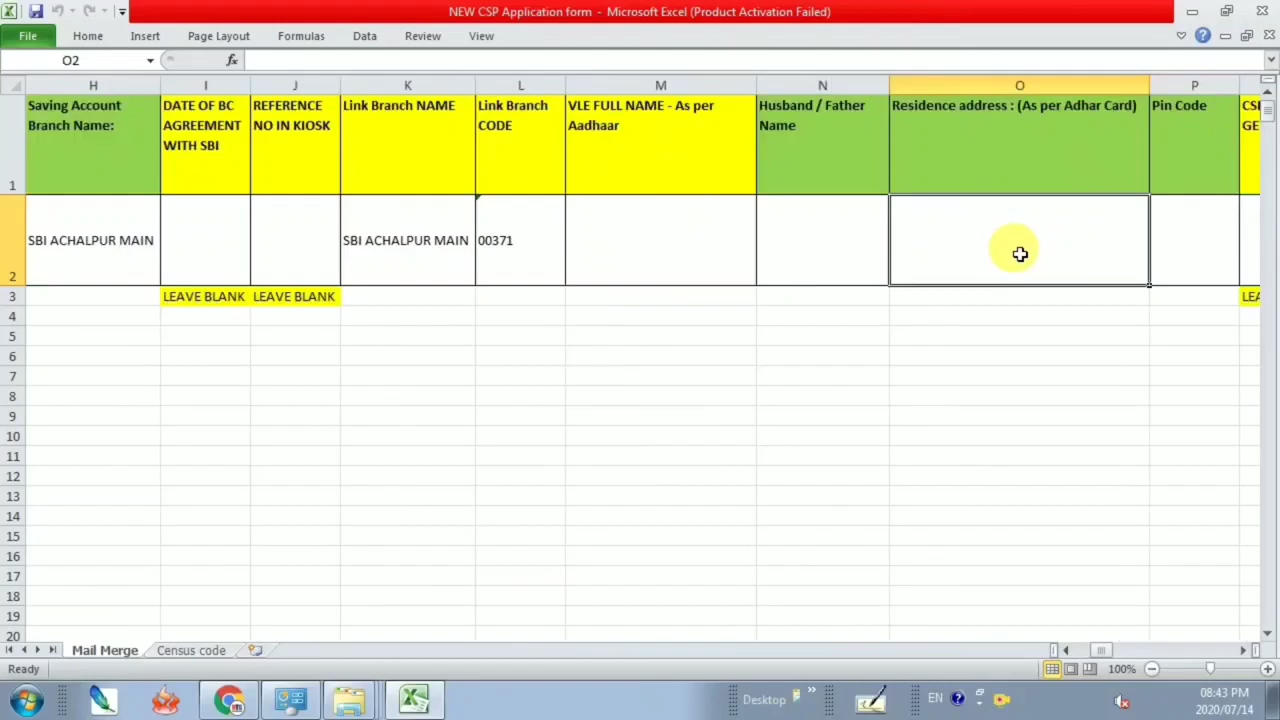 NEW CSP Application form - Microsoft Excel (Product Activation Failed)
File Home Insert Page Layout Formulas Data Review View
O2 fx
H I J K L M N O P
1 Saving Account Branch Name: DATE OF BC AGREEMENT WITH SBI REFERENCE NO IN KIOSK Link Branch NAME Link Branch CODE VLE FULL NAME - As per Aadhaar Husband / Father Name Residence address : (As per Adhar Card) Pin Code CSI GE
2 SBI ACHALPUR MAIN SBI ACHALPUR MAIN 00371
3 LEAVE BLANK LEAVE BLANK LEA
4
5
6
7
8
9
10
11
12
13
14
15
16
17
18
19
20
Mail Merge Census code
Ready 100%
Desktop EN 08:43 PM
2020/07/14